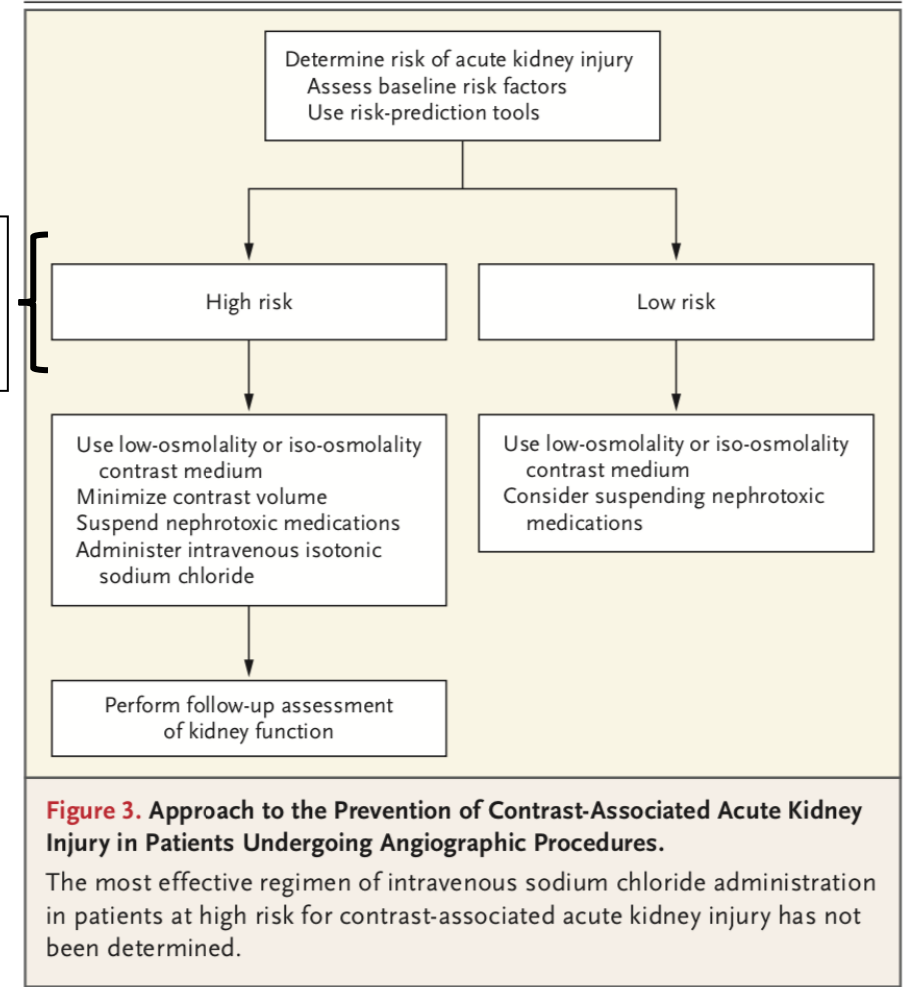 Determine risk of acute kidney injury
Assess baseline risk factors
Use risk-prediction tools
High risk
Low risk
Use low-osmolality or iso-osmolality
contrast medium
Minimize contrast volume
Suspend nephrotoxic medications
Administer intravenous isotonic
sodium chloride
Use low-osmolality or iso-osmolality
contrast medium
Consider suspending nephrotoxic
medications
Perform follow-up assessment
of kidney function
Figure 3. Approach to the Prevention of Contrast-Associated Acute Kidney
Injury in Patients Undergoing Angiographic Procedures.
The most effective regimen of intravenous sodium chloride administration
in patients at high risk for contrast-associated acute kidney injury has not
been determined.